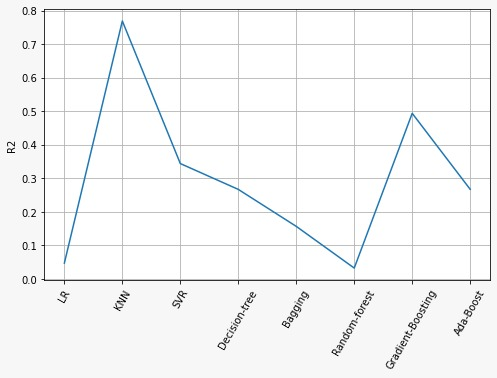 0.8
0.7
0.6
0.5
0.4
0.3
0.2
0.1
0.0
R2
LR
KNN
SVR
Decision-tree
Bagging
Random-forest
Gradient-Boosting
Ada-Boost